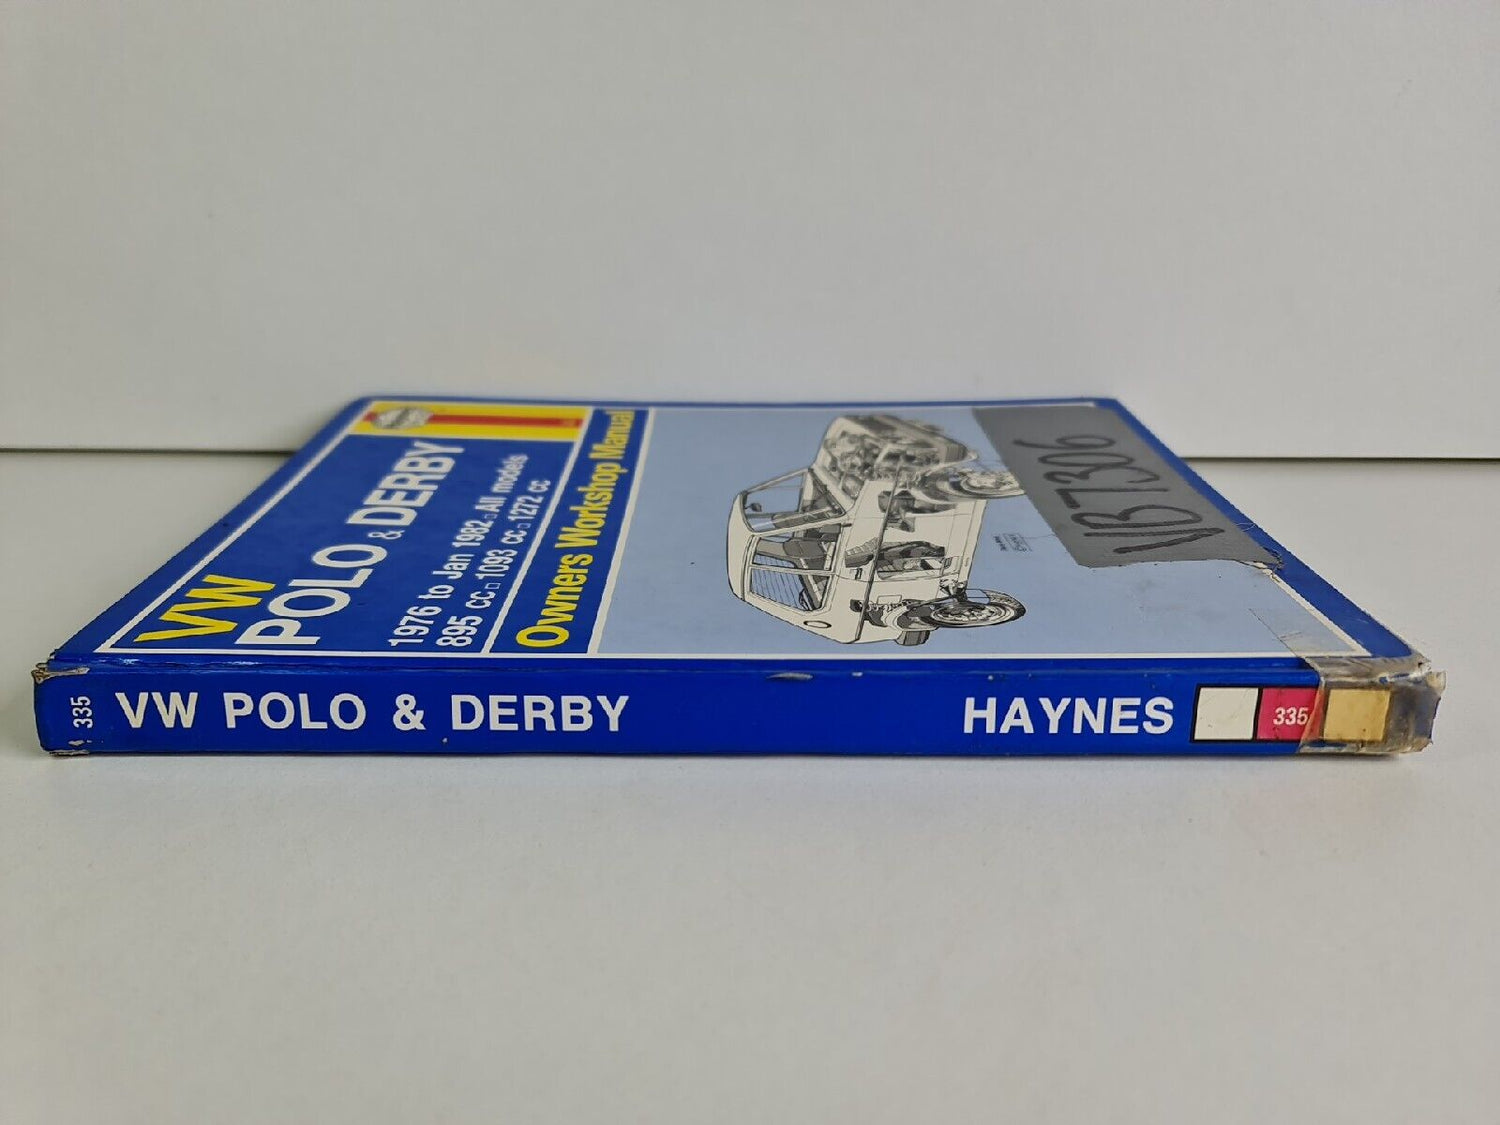 VW
POLO & DERBY
1976 to Jan 1982 □ All models
895 cc □ 1093 cc □ 1272 cc
Owners Workshop Manual
335 VW POLO & DERBY HAYNES 335